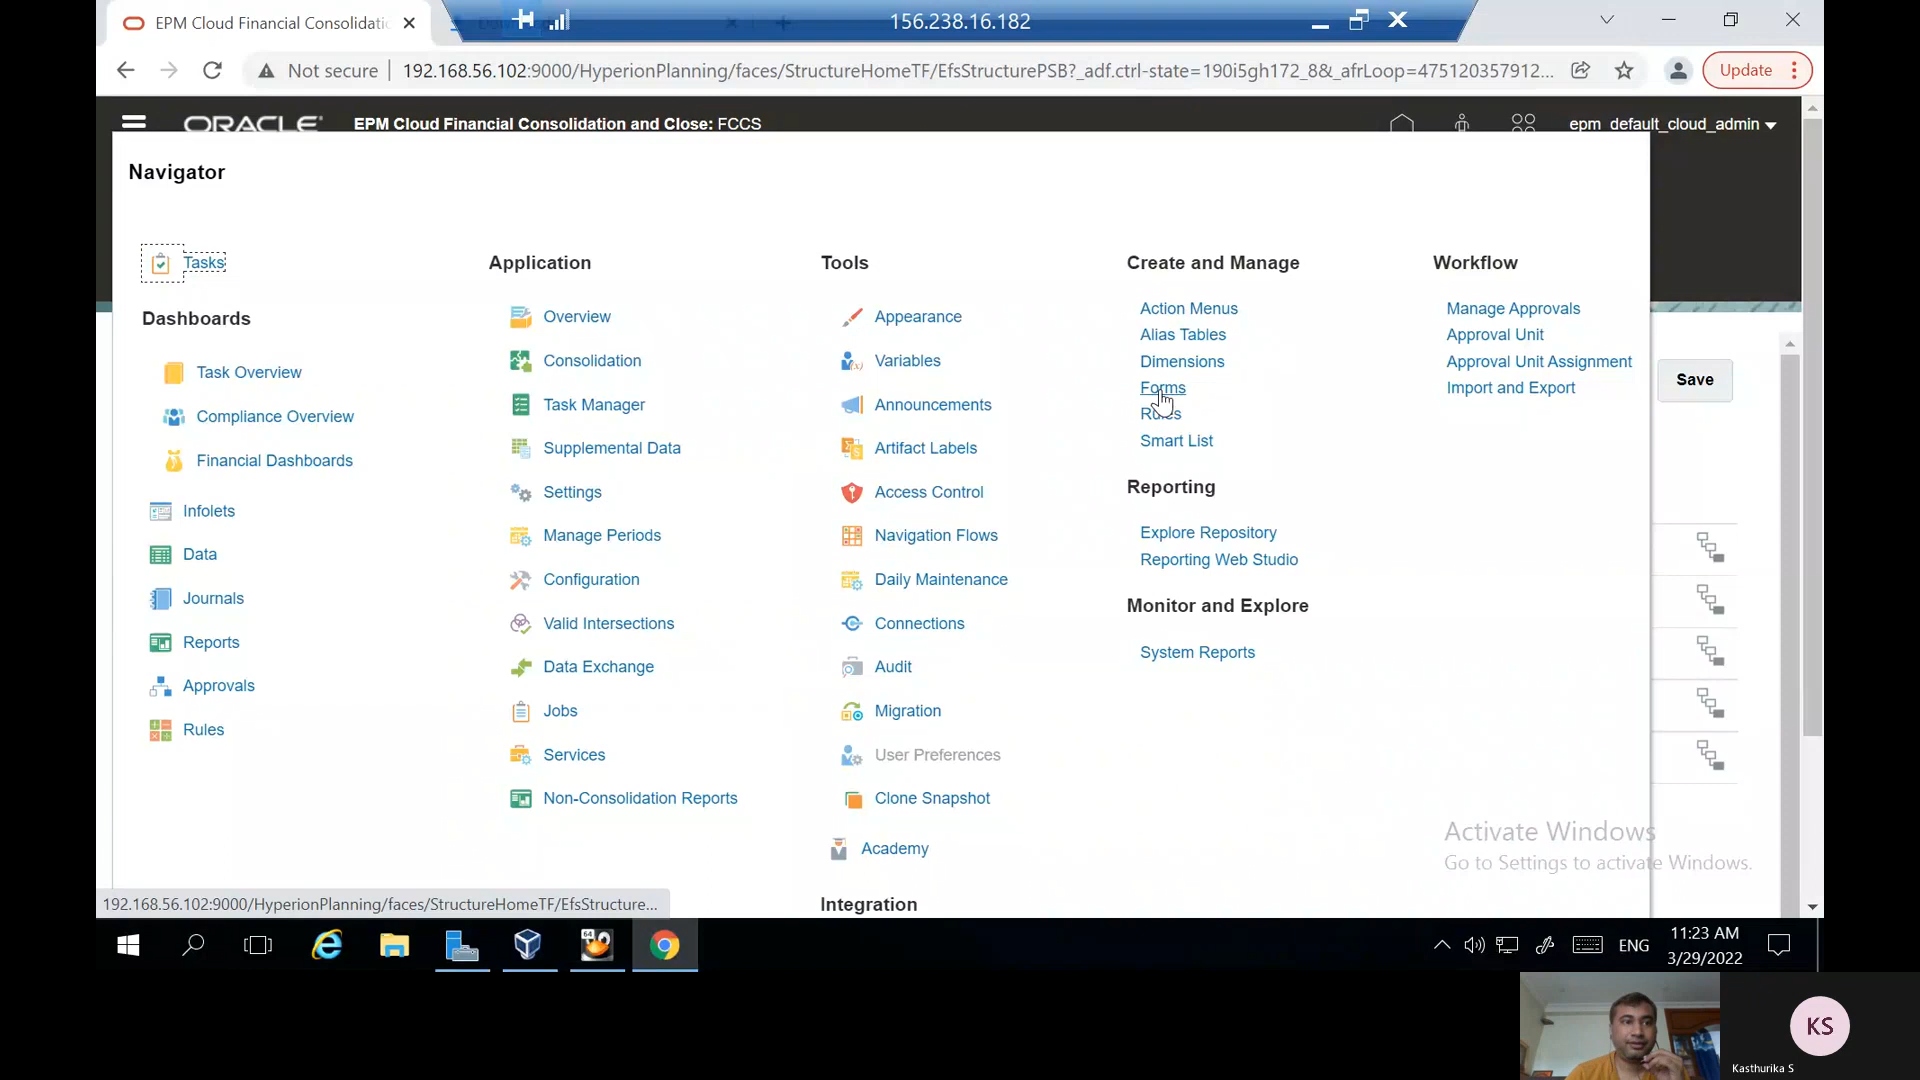 EPM Cloud Financial Consolidatio
156.238.16.182
Not secure
192.168.56.102:9000/HyperionPlanning/faces/StructureHomeTF/EfsStructurePSB?_adf.ctrl-state=190i5gh172_8&_afrLoop=475120357912...
Update
ORACLE
EPM Cloud Financial Consolidation and Close: FCCS
epm_default_cloud_admin
Navigator
Tasks
Dashboards
Task Overview
Compliance Overview
Financial Dashboards
Infolets
Data
Journals
Reports
Approvals
Rules
Application
Overview
Consolidation
Task Manager
Supplemental Data
Settings
Manage Periods
Configuration
Valid Intersections
Data Exchange
Jobs
Services
Non-Consolidation Reports
Tools
Appearance
Variables
Announcements
Artifact Labels
Access Control
Navigation Flows
Daily Maintenance
Connections
Audit
Migration
User Preferences
Clone Snapshot
Academy
Integration
Create and Manage
Action Menus
Alias Tables
Dimensions
Forms
Rules
Smart List
Reporting
Explore Repository
Reporting Web Studio
Monitor and Explore
System Reports
Workflow
Manage Approvals
Approval Unit
Approval Unit Assignment
Import and Export
Save
Activate Windows
Go to Settings to activate Windows.
192.168.56.102:9000/HyperionPlanning/faces/StructureHomeTF/EfsStructure...
64
ENG
11:23 AM
3/29/2022
KS
Kasthurika S